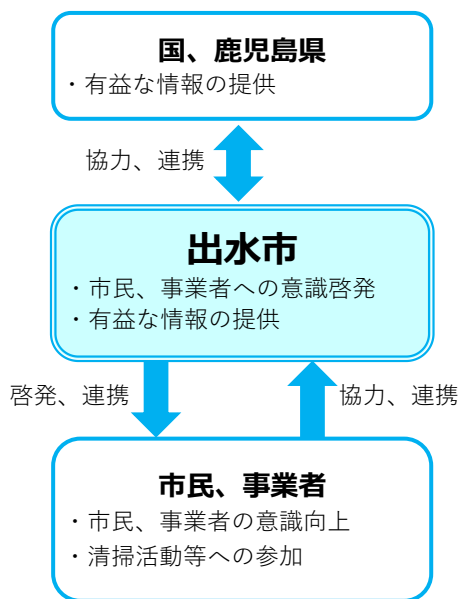 国、鹿児島県
・有益な情報の提供
協力、連携
出水市
・市民、事業者への意識啓発
・有益な情報の提供
啓発、連携
協力、連携
市民、事業者
・市民、事業者の意識向上
・清掃活動等への参加